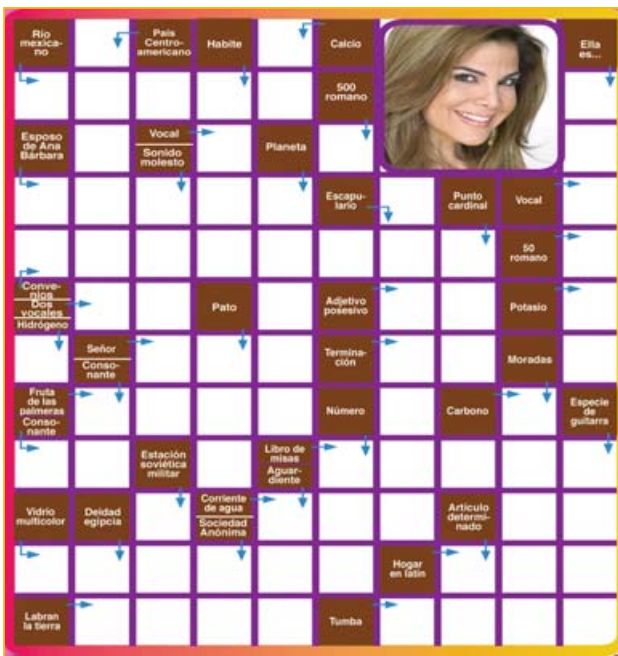 Río
mexica-
no
País
Centro-
americano
Habite
Calcio
Ella
es...
500
romano
Esposo
de Ana
Bárbara
Vocal
Sonido
molesto
Planeta
Escapu-
lario
Punto
cardinal
Vocal
50
romano
Conve-
nios
Dos
vocales
Hidrógeno
Pato
Adjetivo
posesivo
Potasio
Señor
Conso-
nante
Termina-
ción
Moradas
Fruta
de las
palmeras
Conso-
nante
Número
Carbono
Especie
de
guitarra
Estación
soviética
militar
Libro de
misas
Aguar-
diente
Vidrio
multicolor
Deidad
egipcia
Corriente
de agua
Sociedad
Anónima
Artículo
determi-
nado
Hogar
en latín
Labran
la tierra
Tumba